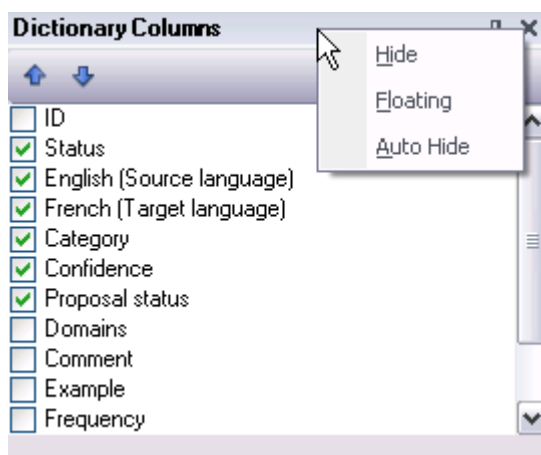 Dictionary Columns
Hide
Floating
Auto Hide
ID
Status
English (Source language)
French (Target language)
Category
Confidence
Proposal status
Domains
Comment
Example
Frequency